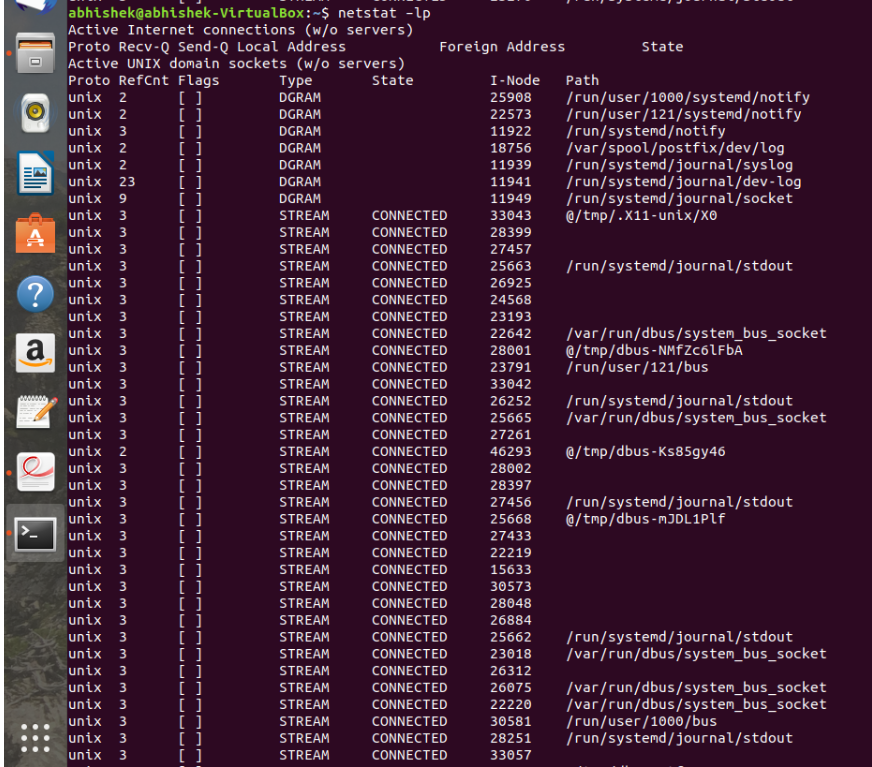 abhishek@abhishek-VirtualBox:~$ netstat -lp
Active Internet connections (w/o servers)
Proto Recv-Q Send-Q Local Address Foreign Address State
Active UNIX domain sockets (w/o servers)
Proto RefCnt Flags Type State I-Node Path
unix 2 [ ] DGRAM 25908 /run/user/1000/systemd/notify
unix 2 [ ] DGRAM 22573 /run/user/121/systemd/notify
unix 3 [ ] DGRAM 11922 /run/systemd/notify
unix 2 [ ] DGRAM 18756 /var/spool/postfix/dev/log
unix 2 [ ] DGRAM 11939 /run/systemd/journal/syslog
unix 23 [ ] DGRAM 11941 /run/systemd/journal/dev-log
unix 9 [ ] DGRAM 11949 /run/systemd/journal/socket
unix 3 [ ] STREAM CONNECTED 33043 @/tmp/.X11-unix/X0
unix 3 [ ] STREAM CONNECTED 28399
unix 3 [ ] STREAM CONNECTED 27457
unix 3 [ ] STREAM CONNECTED 25663 /run/systemd/journal/stdout
unix 3 [ ] STREAM CONNECTED 26925
unix 3 [ ] STREAM CONNECTED 24568
unix 3 [ ] STREAM CONNECTED 23193
unix 3 [ ] STREAM CONNECTED 22642 /var/run/dbus/system_bus_socket
unix 3 [ ] STREAM CONNECTED 28001 @/tmp/dbus-NMfZc6lFbA
unix 3 [ ] STREAM CONNECTED 23791 /run/user/121/bus
unix 3 [ ] STREAM CONNECTED 33042
unix 3 [ ] STREAM CONNECTED 26252 /run/systemd/journal/stdout
unix 3 [ ] STREAM CONNECTED 25665 /var/run/dbus/system_bus_socket
unix 3 [ ] STREAM CONNECTED 27261
unix 2 [ ] STREAM CONNECTED 46293 @/tmp/dbus-Ks85gy46
unix 3 [ ] STREAM CONNECTED 28002
unix 3 [ ] STREAM CONNECTED 28397
unix 3 [ ] STREAM CONNECTED 27456 /run/systemd/journal/stdout
unix 3 [ ] STREAM CONNECTED 25668 @/tmp/dbus-mJDL1Plf
unix 3 [ ] STREAM CONNECTED 27433
unix 3 [ ] STREAM CONNECTED 22219
unix 3 [ ] STREAM CONNECTED 15633
unix 3 [ ] STREAM CONNECTED 30573
unix 3 [ ] STREAM CONNECTED 28048
unix 3 [ ] STREAM CONNECTED 26884
unix 3 [ ] STREAM CONNECTED 25662 /run/systemd/journal/stdout
unix 3 [ ] STREAM CONNECTED 23018 /var/run/dbus/system_bus_socket
unix 3 [ ] STREAM CONNECTED 26312
unix 3 [ ] STREAM CONNECTED 26075 /var/run/dbus/system_bus_socket
unix 3 [ ] STREAM CONNECTED 22220 /var/run/dbus/system_bus_socket
unix 3 [ ] STREAM CONNECTED 30581 /run/user/1000/bus
unix 3 [ ] STREAM CONNECTED 28251 /run/systemd/journal/stdout
unix 3 [ ] STREAM CONNECTED 33057